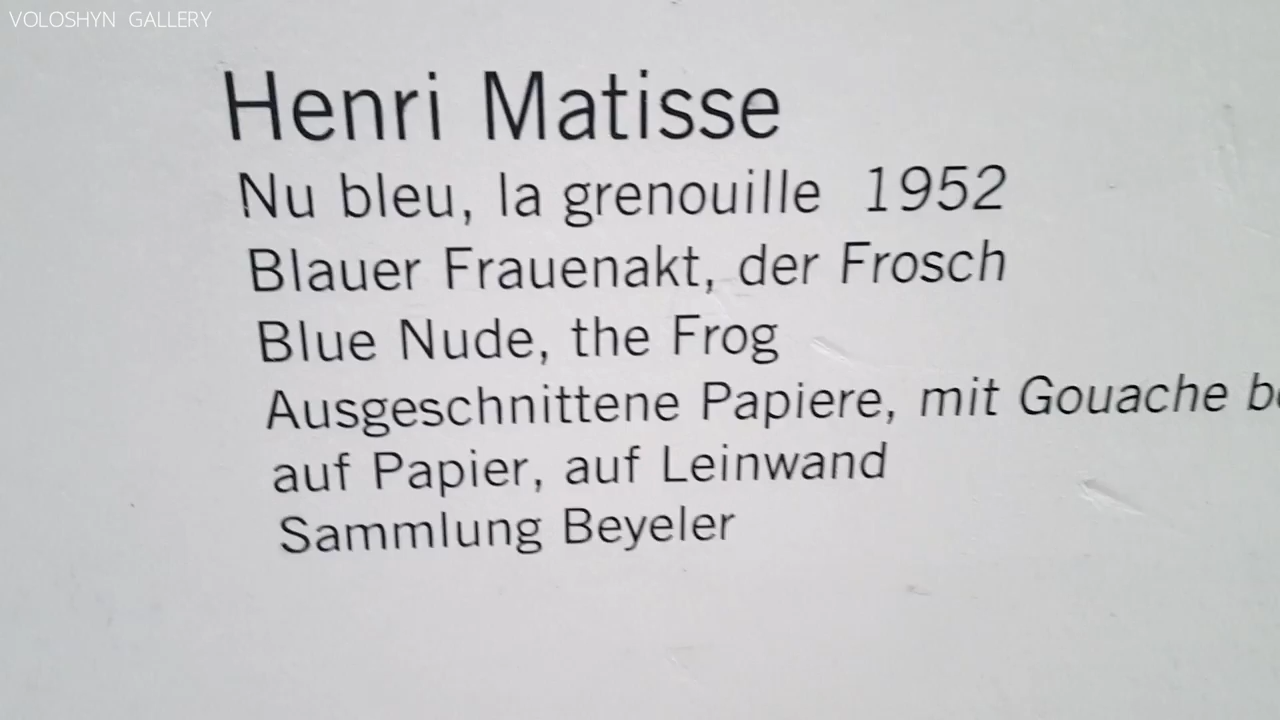 VOLOSHYN GALLERY
Henri Matisse
Nu bleu, la grenouille 1952
Blauer Frauenakt, der Frosch
Blue Nude, the Frog
Ausgeschnittene Papiere, mit Gouache
auf Papier, auf Leinwand
Sammlung Beyeler